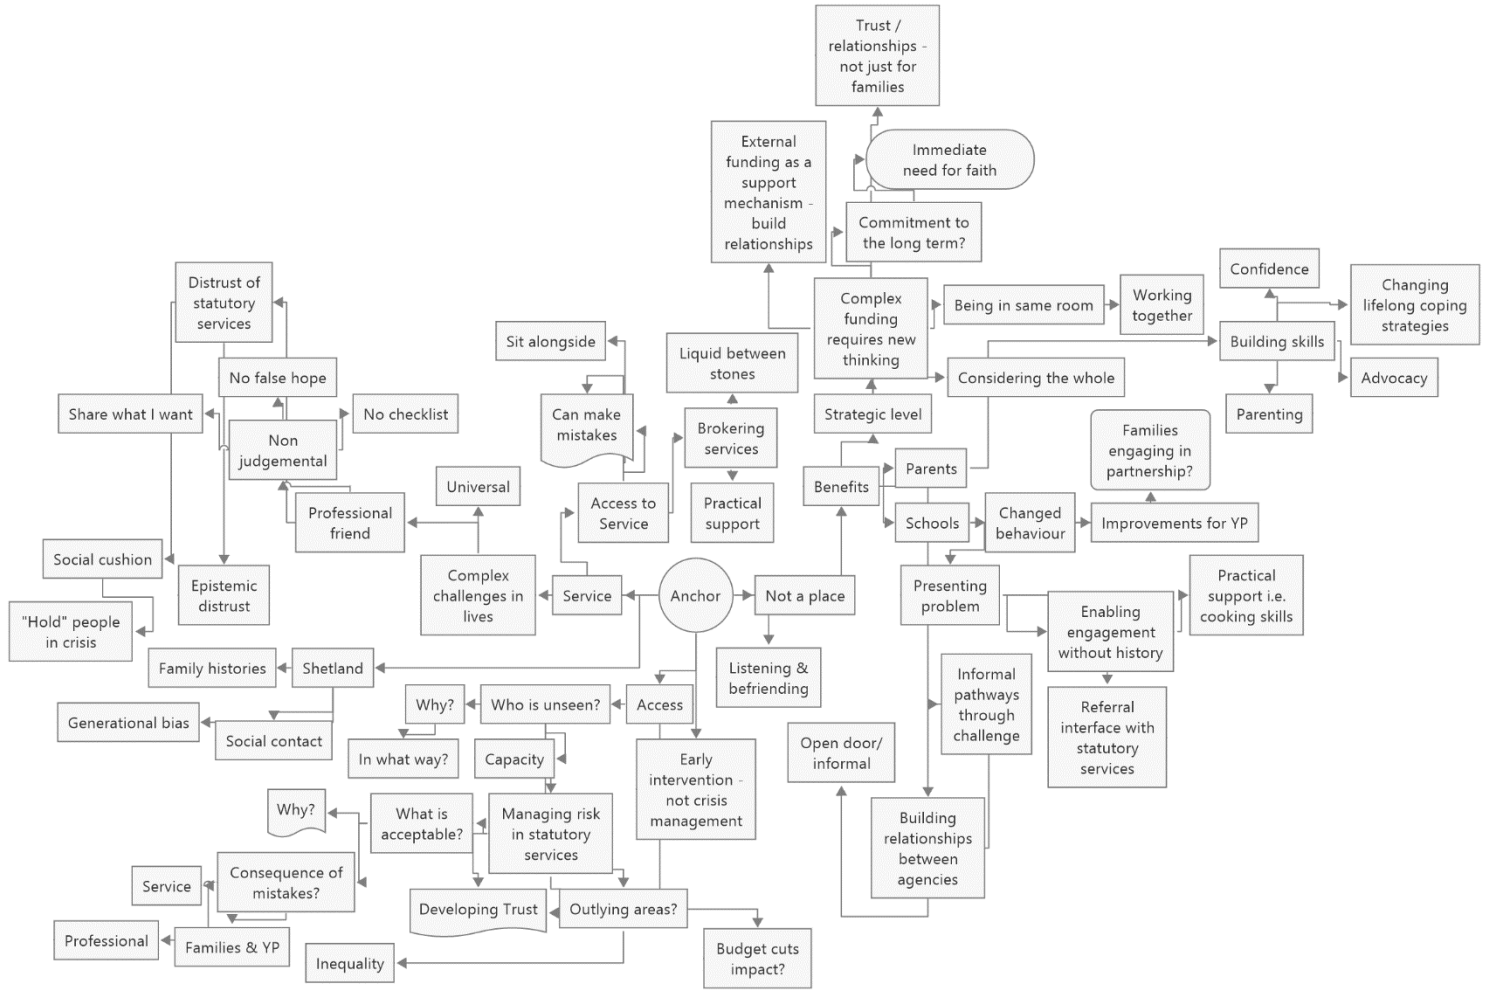 Trust /
relationships -
not just for
families
External
funding as a
support
mechanism -
build
relationships
Immediate
need for faith
Commitment to
the long term?
Complex
funding
requires new
thinking
Being in same room
Working
together
Confidence
Changing
lifelong coping
strategies
Building skills
Advocacy
Parenting
Considering the whole
Strategic level
Distrust of
statutory
services
No false hope
Share what I want
No checklist
Non
judgemental
Professional
friend
Universal
Sit alongside
Can make
mistakes
Liquid between
stones
Brokering
services
Practical
support
Access to
Service
Benefits
Parents
Schools
Changed
behaviour
Families
engaging in
partnership?
Improvements for YP
Social cushion
"Hold" people
in crisis
Epistemic
distrust
Complex
challenges in
lives
Service
Anchor
Not a place
Listening &
befriending
Presenting
problem
Enabling
engagement
without history
Practical
support i.e.
cooking skills
Referral
interface with
statutory
services
Informal
pathways
through
challenge
Open door/
informal
Building
relationships
between
agencies
Family histories
Shetland
Generational bias
Social contact
Why?
Who is unseen?
Access
In what way?
Capacity
Early
intervention -
not crisis
management
Why?
What is
acceptable?
Managing risk
in statutory
services
Service
Consequence of
mistakes?
Professional
Families & YP
Developing Trust
Outlying areas?
Inequality
Budget cuts
impact?